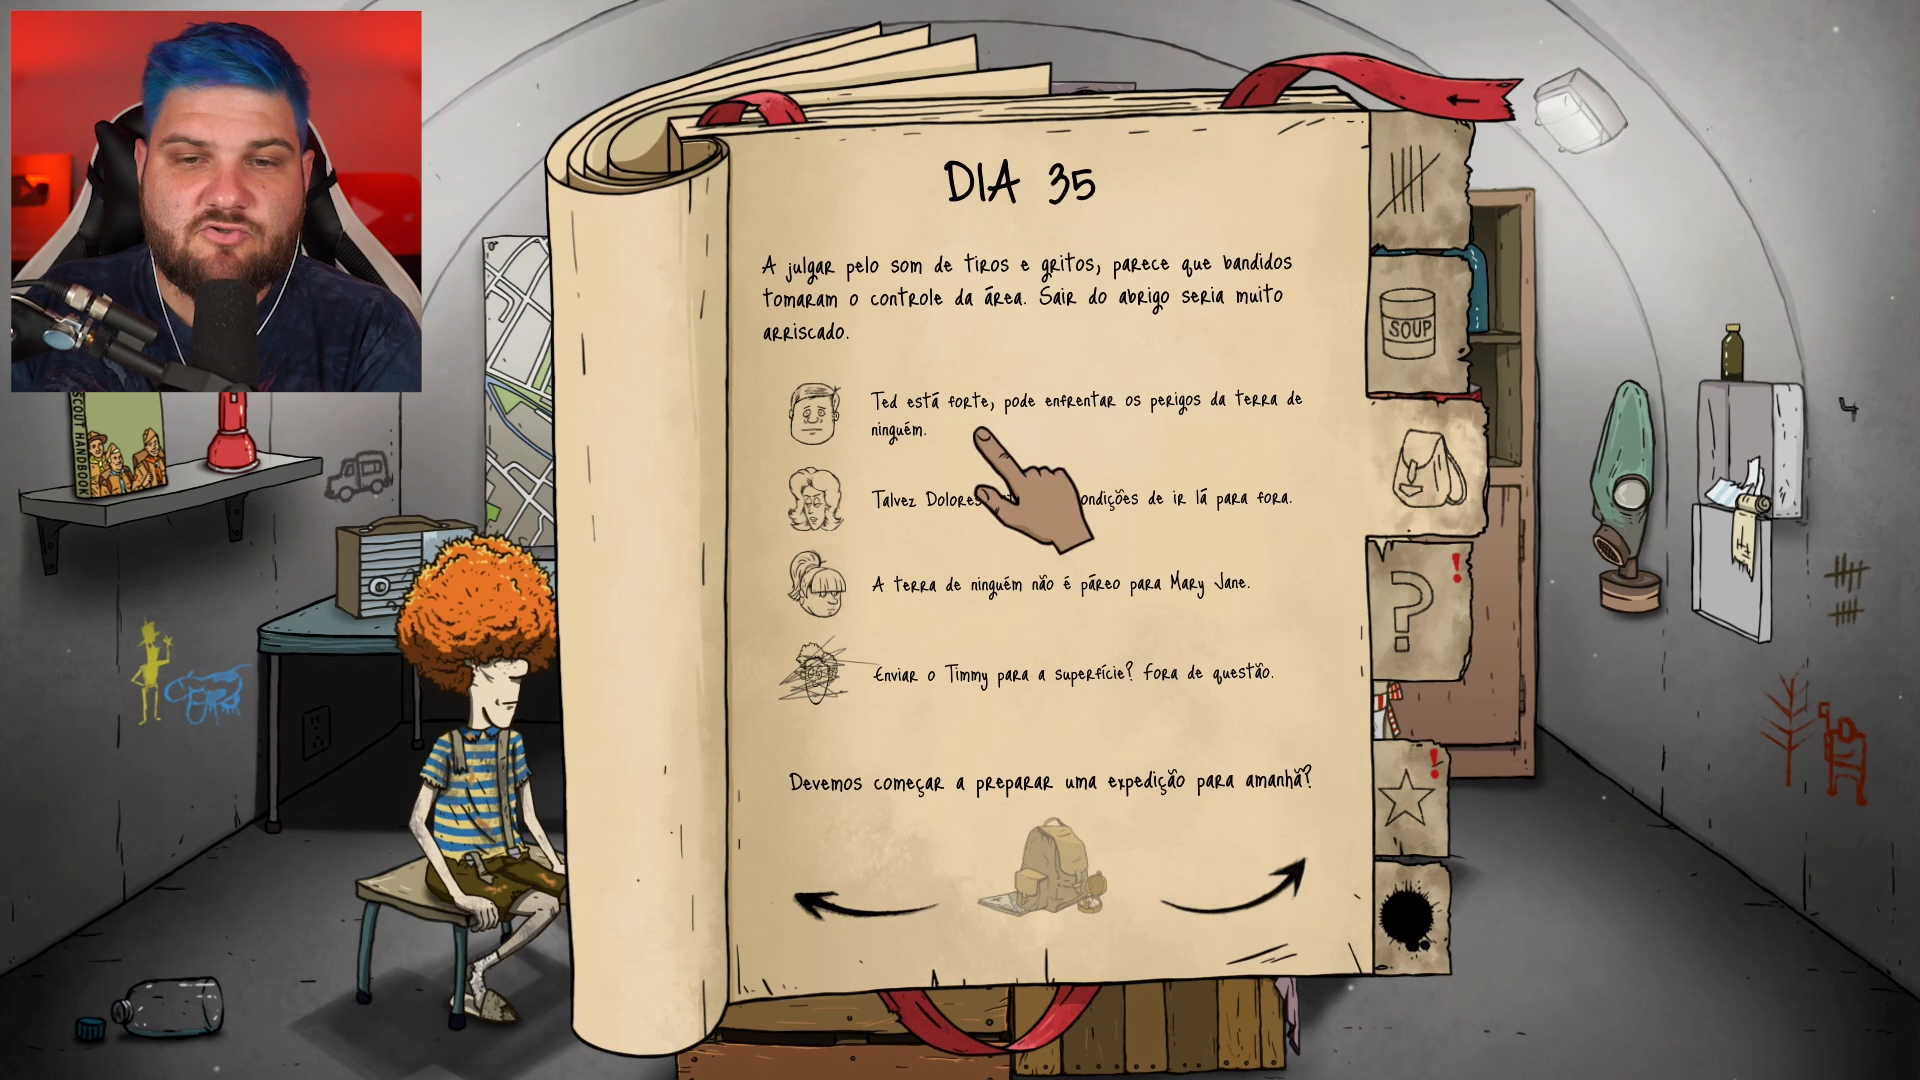 DIA 35
A julgar pelo som de tiros e gritos, parece que bandidos
tomaram o controle da área. Sair do abrigo seria muito
arriscado.
Ted está forte, pode enfrentar os perigos da terra de
ninguém.
Talvez Dolores ondições de ir lá para fora.
A terra de ninguém não é páreo para Mary Jane.
Enviar o Timmy para a superfície? Fora de questão.
Devemos começar a preparar uma expedição para amanhã?
SOUP
?
!
!
SCOUT HANDBOOK